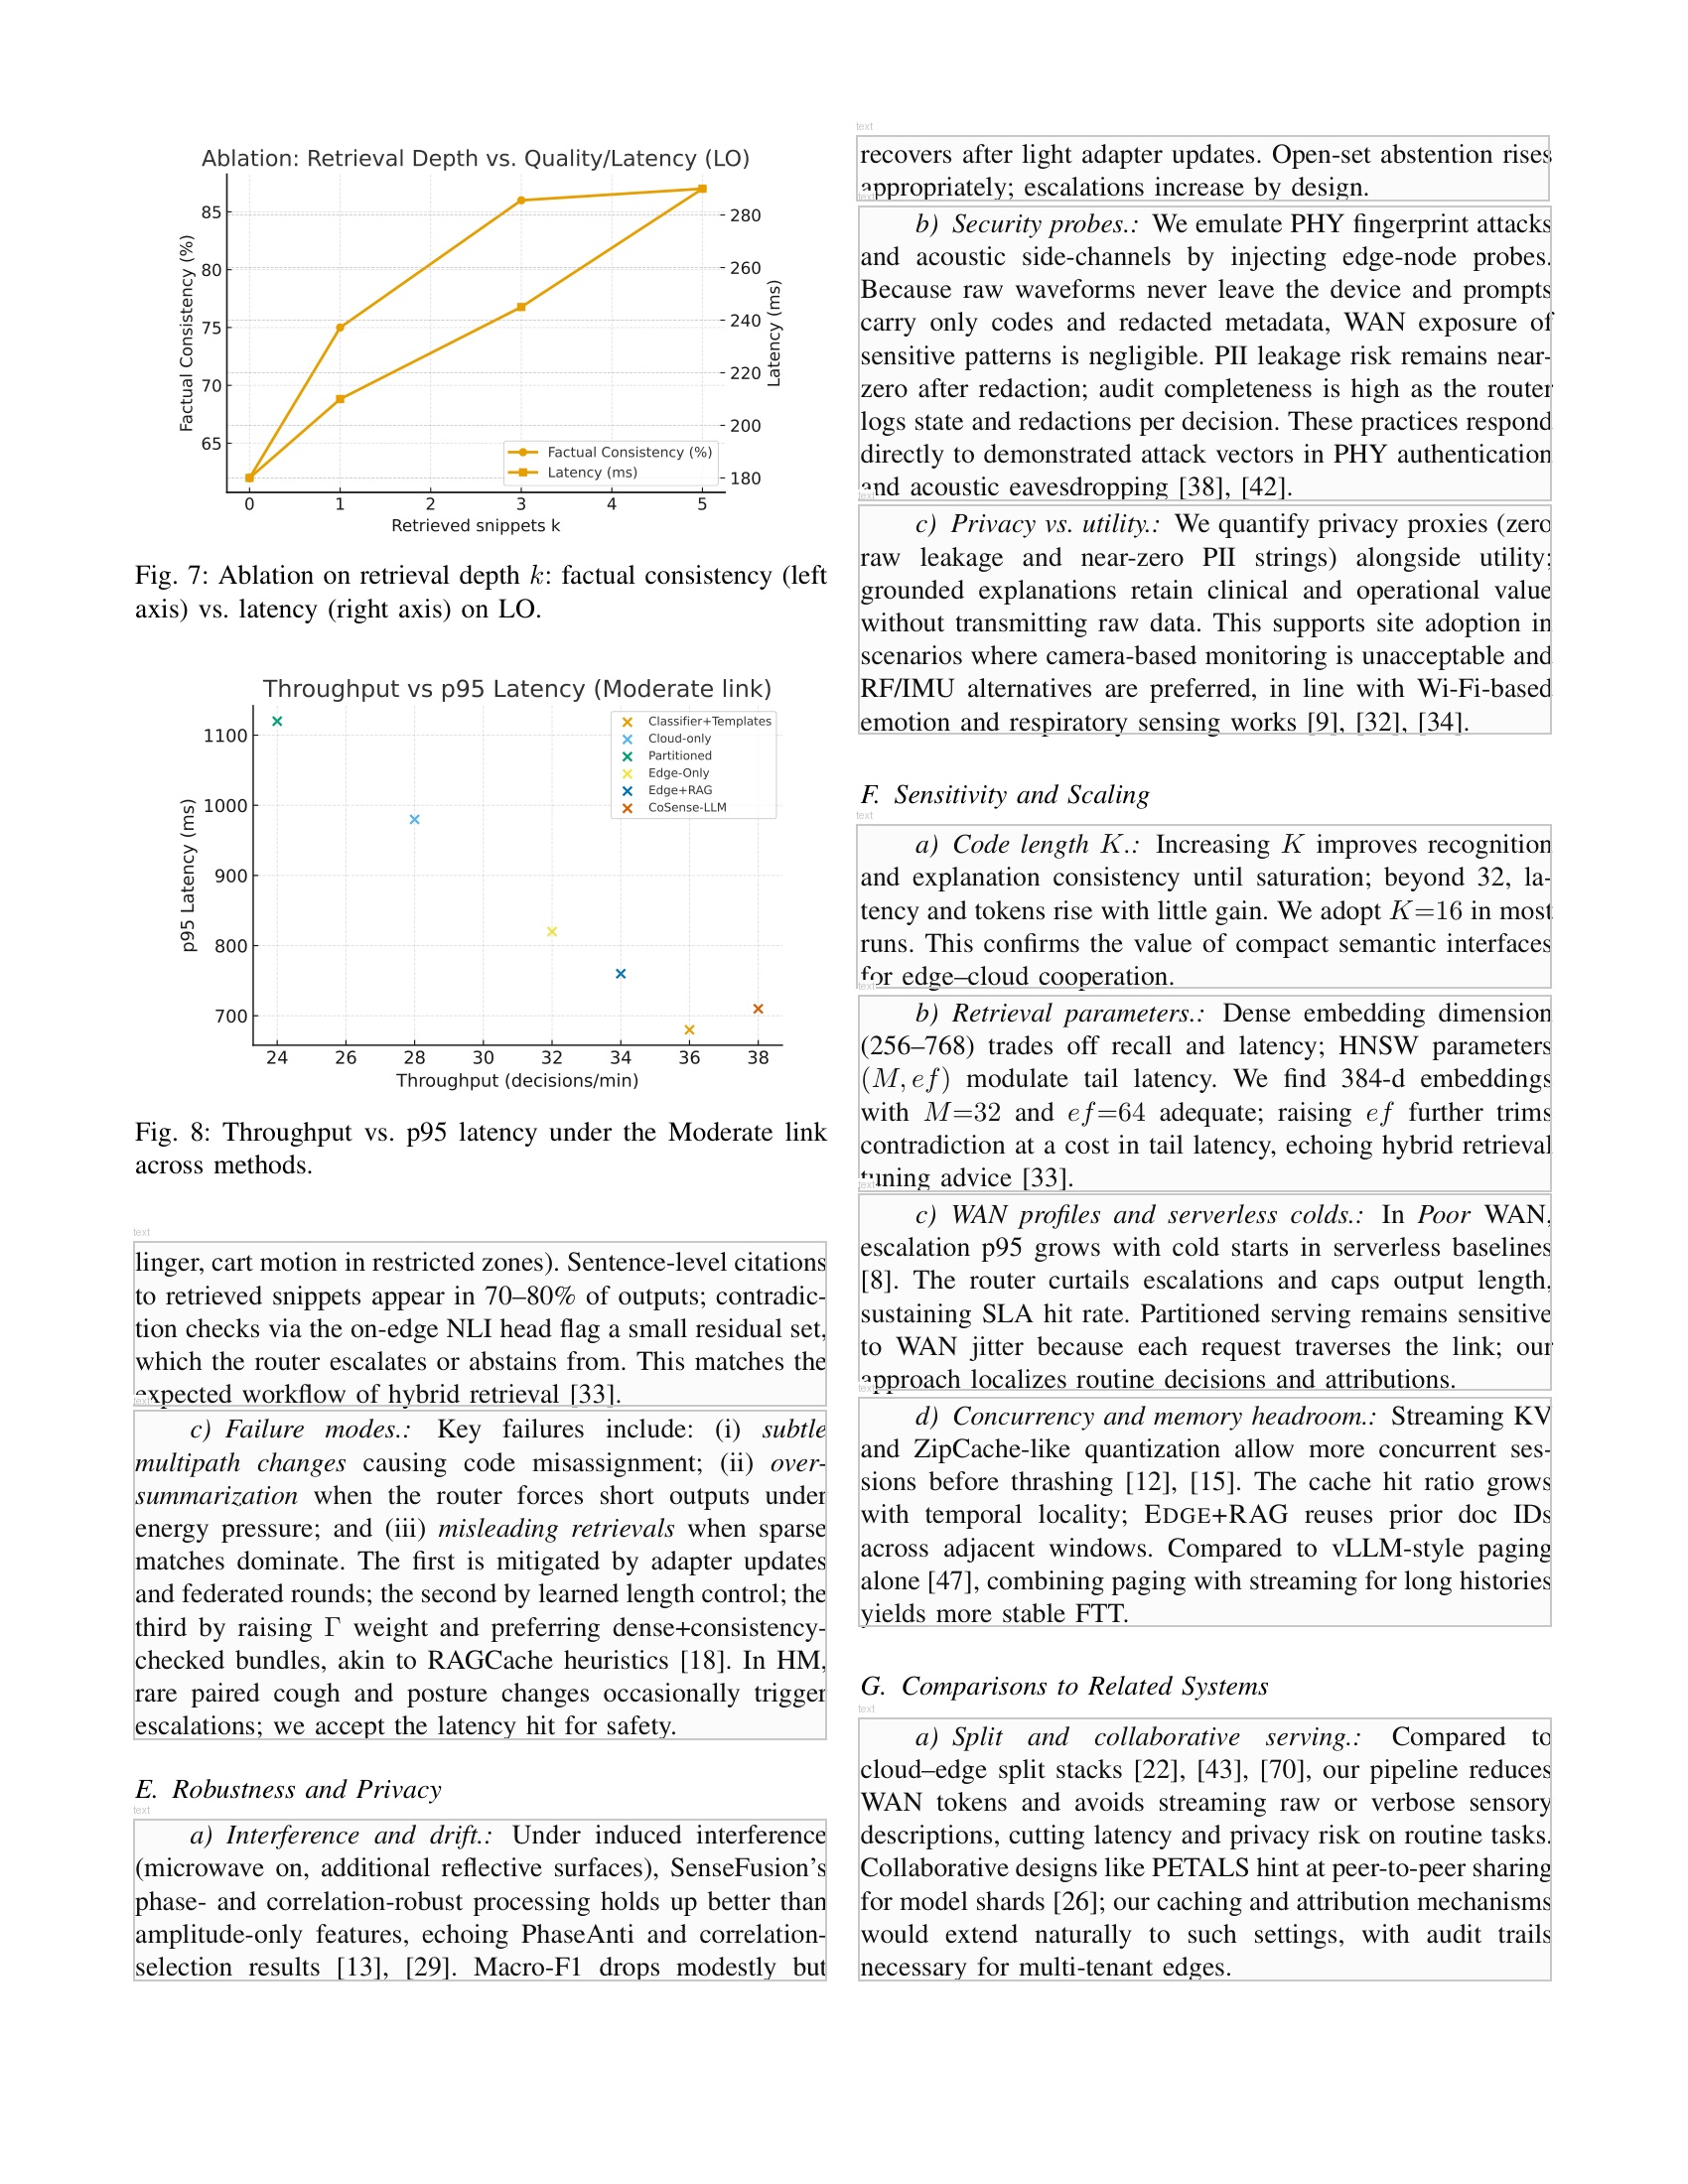 Ablation: Retrieval Depth vs. Quality/Latency (LO)
85
80
75
70
65
Factual Consistency (%)
280
260
240
220
200
180
Latency (ms)
Factual Consistency (%)
Latency (ms)
0 1 2 3 4 5
Retrieved snippets k
Fig. 7: Ablation on retrieval depth k: factual consistency (left
axis) vs. latency (right axis) on LO.
Throughput vs p95 Latency (Moderate link)
1100
1000
900
800
700
p95 Latency (ms)
Classifier+Templates
Cloud-only
Partitioned
Edge-Only
Edge+RAG
CoSense-LLM
24 26 28 30 32 34 36 38
Throughput (decisions/min)
Fig. 8: Throughput vs. p95 latency under the Moderate link
across methods.
text
linger, cart motion in restricted zones). Sentence-level citations
to retrieved snippets appear in 70–80% of outputs; contradic-
tion checks via the on-edge NLI head flag a small residual set,
which the router escalates or abstains from. This matches the
expected workflow of hybrid retrieval [33].
text
c) Failure modes.: Key failures include: (i) subtle
multipath changes causing code misassignment; (ii) over-
summarization when the router forces short outputs under
energy pressure; and (iii) misleading retrievals when sparse
matches dominate. The first is mitigated by adapter updates
and federated rounds; the second by learned length control; the
third by raising Γ weight and preferring dense+consistency-
checked bundles, akin to RAGCache heuristics [18]. In HM,
rare paired cough and posture changes occasionally trigger
escalations; we accept the latency hit for safety.
E. Robustness and Privacy
text
a) Interference and drift.: Under induced interference
(microwave on, additional reflective surfaces), SenseFusion's
phase- and correlation-robust processing holds up better than
amplitude-only features, echoing PhaseAnti and correlation-
selection results [13], [29]. Macro-F1 drops modestly but
text
recovers after light adapter updates. Open-set abstention rises
appropriately; escalations increase by design.
text
b) Security probes.: We emulate PHY fingerprint attacks
and acoustic side-channels by injecting edge-node probes.
Because raw waveforms never leave the device and prompts
carry only codes and redacted metadata, WAN exposure of
sensitive patterns is negligible. PII leakage risk remains near-
zero after redaction; audit completeness is high as the router
logs state and redactions per decision. These practices respond
directly to demonstrated attack vectors in PHY authentication
and acoustic eavesdropping [38], [42].
text
c) Privacy vs. utility.: We quantify privacy proxies (zero
raw leakage and near-zero PII strings) alongside utility;
grounded explanations retain clinical and operational value
without transmitting raw data. This supports site adoption in
scenarios where camera-based monitoring is unacceptable and
RF/IMU alternatives are preferred, in line with Wi-Fi-based
emotion and respiratory sensing works [9], [32], [34].
F. Sensitivity and Scaling
text
a) Code length K.: Increasing K improves recognition
and explanation consistency until saturation; beyond 32, la-
tency and tokens rise with little gain. We adopt K=16 in most
runs. This confirms the value of compact semantic interfaces
for edge–cloud cooperation.
text
b) Retrieval parameters.: Dense embedding dimension
(256–768) trades off recall and latency; HNSW parameters
(M, ef) modulate tail latency. We find 384-d embeddings
with M=32 and ef=64 adequate; raising ef further trims
contradiction at a cost in tail latency, echoing hybrid retrieval
tuning advice [33].
text
c) WAN profiles and serverless colds.: In Poor WAN,
escalation p95 grows with cold starts in serverless baselines
[8]. The router curtails escalations and caps output length,
sustaining SLA hit rate. Partitioned serving remains sensitive
to WAN jitter because each request traverses the link; our
approach localizes routine decisions and attributions.
text
d) Concurrency and memory headroom.: Streaming KV
and ZipCache-like quantization allow more concurrent ses-
sions before thrashing [12], [15]. The cache hit ratio grows
with temporal locality; EDGE+RAG reuses prior doc IDs
across adjacent windows. Compared to vLLM-style paging
alone [47], combining paging with streaming for long histories
yields more stable FTT.
G. Comparisons to Related Systems
text
a) Split and collaborative serving.: Compared to
cloud–edge split stacks [22], [43], [70], our pipeline reduces
WAN tokens and avoids streaming raw or verbose sensory
descriptions, cutting latency and privacy risk on routine tasks.
Collaborative designs like PETALS hint at peer-to-peer sharing
for model shards [26]; our caching and attribution mechanisms
would extend naturally to such settings, with audit trails
necessary for multi-tenant edges.